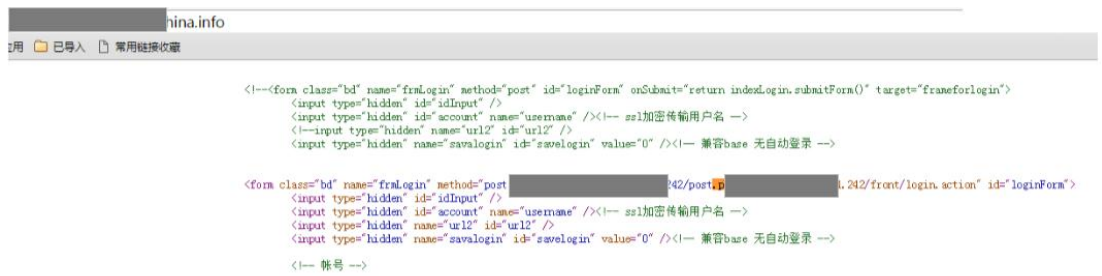 hina.info
应用 已导入 常用链接收藏
<!--<form class="bd" name="frmLogin" method="post" id="loginForm" onSubmit="return indexLogin.submitForm()" target="frameforlogin">
<input type="hidden" id="idInput" />
<input type="hidden" id="account" name="username" /><!-- ssl加密传输用户名 -->
<!--input type="hidden" name="url2" id="url2" />
<input type="hidden" name="savalogin" id="savelogin" value="0" /><!-- 兼容base 无自动登录 -->
<form class="bd" name="frmLogin" method="post 242/post.p 1.242/front/login.action" id="loginForm">
<input type="hidden" id="idInput" />
<input type="hidden" id="account" name="username" /><!-- ssl加密传输用户名 -->
<input type="hidden" name="url2" id="url2" />
<input type="hidden" name="savalogin" id="savelogin" value="0" /><!-- 兼容base 无自动登录 -->
<!-- 帐号 -->